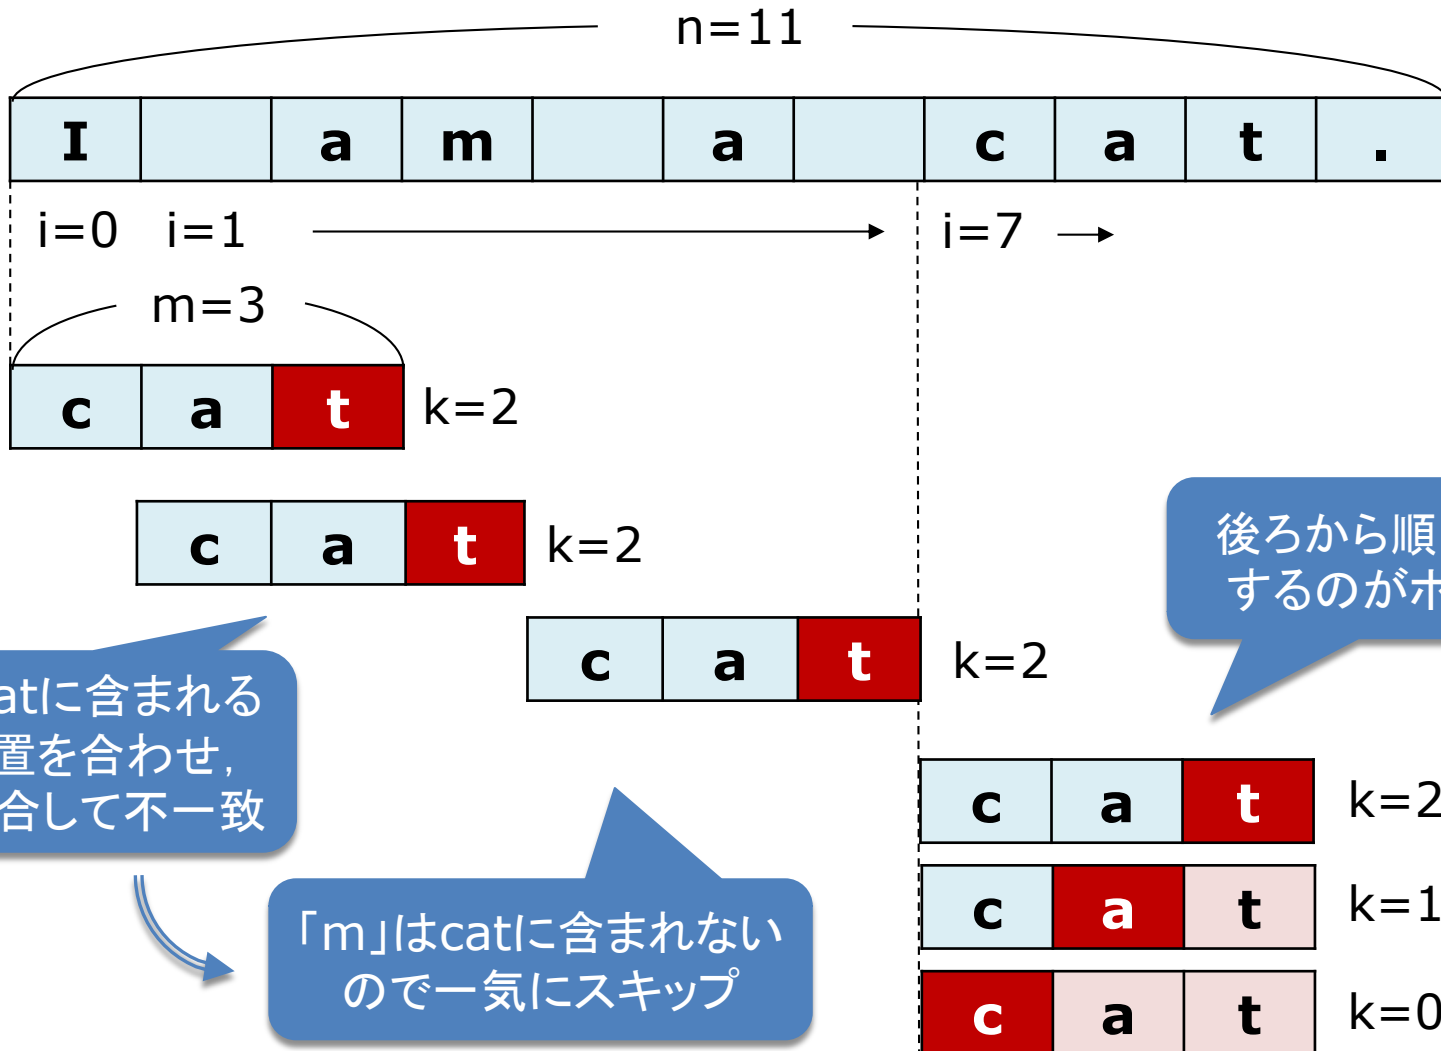 n=11
I a m a c a t .
i=0 i=1 i=7
m=3
c a t k=2
c a t k=2
後ろから順
するのがポ
c a t k=2
atに含まれる
置を合わせ,
合して不一致
c a t k=2
c a t k=1
「m」はcatに含まれない
ので一気にスキップ
c a t k=0